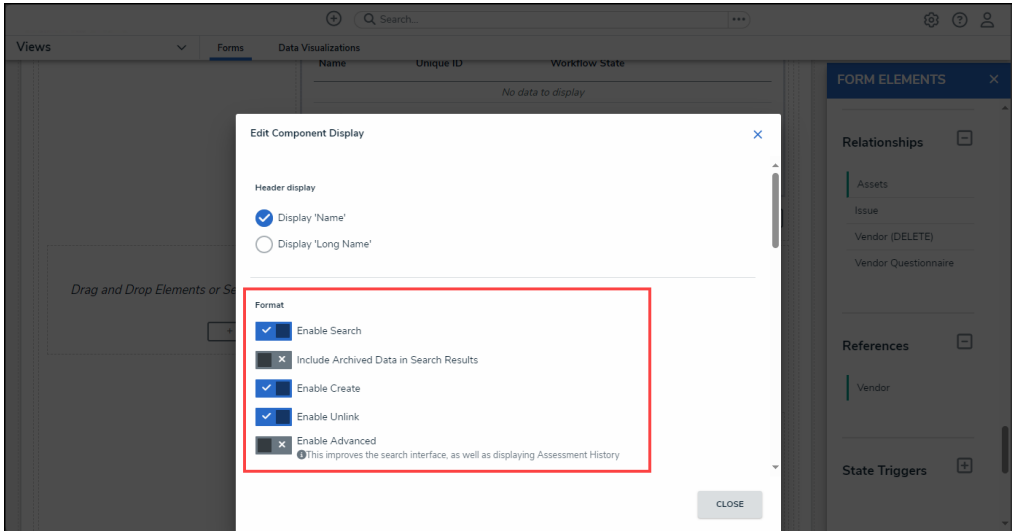 Search...
Views
Forms
Data Visualizations
Name
Unique ID
Workflow State
No data to display
FORM ELEMENTS
Edit Component Display
Header display
Display 'Name'
Display 'Long Name'
Format
Enable Search
Include Archived Data in Search Results
Enable Create
Enable Unlink
Enable Advanced
This improves the search interface, as well as displaying Assessment History
CLOSE
Drag and Drop Elements or Se
Relationships
Assets
Issue
Vendor (DELETE)
Vendor Questionnaire
References
Vendor
State Triggers